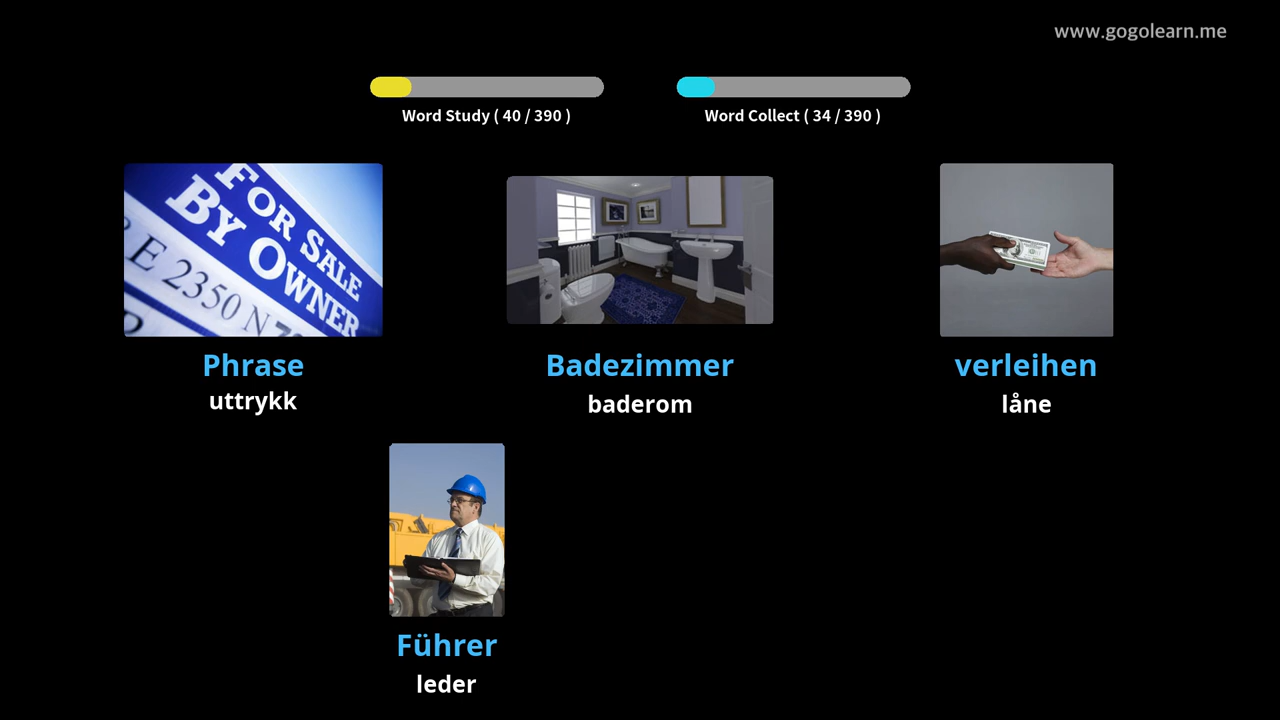 www.gogolearn.me
Word Study ( 40 / 390 )
Word Collect ( 34 / 390 )
FOR SALE
BY OWNER
E 2350 N
Phrase
uttrykk
Badezimmer
baderom
verleihen
låne
Führer
leder